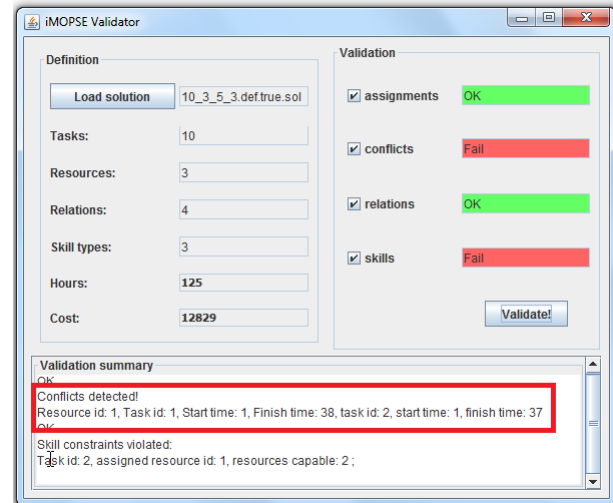 iMOPSE Validator
Definition
Load solution 10_3_5_3.def.true.sol
Tasks: 10
Resources: 3
Relations: 4
Skill types: 3
Hours: 125
Cost: 12829
Validation
assignments OK
conflicts Fail
relations OK
skills Fail
Validate!
Validation summary
OK
Conflicts detected!
Resource id: 1, Task id: 1, Start time: 1, Finish time: 38, task id: 2, start time: 1, finish time: 37
OK
Skill constraints violated:
Task id: 2, assigned resource id: 1, resources capable: 2 ;